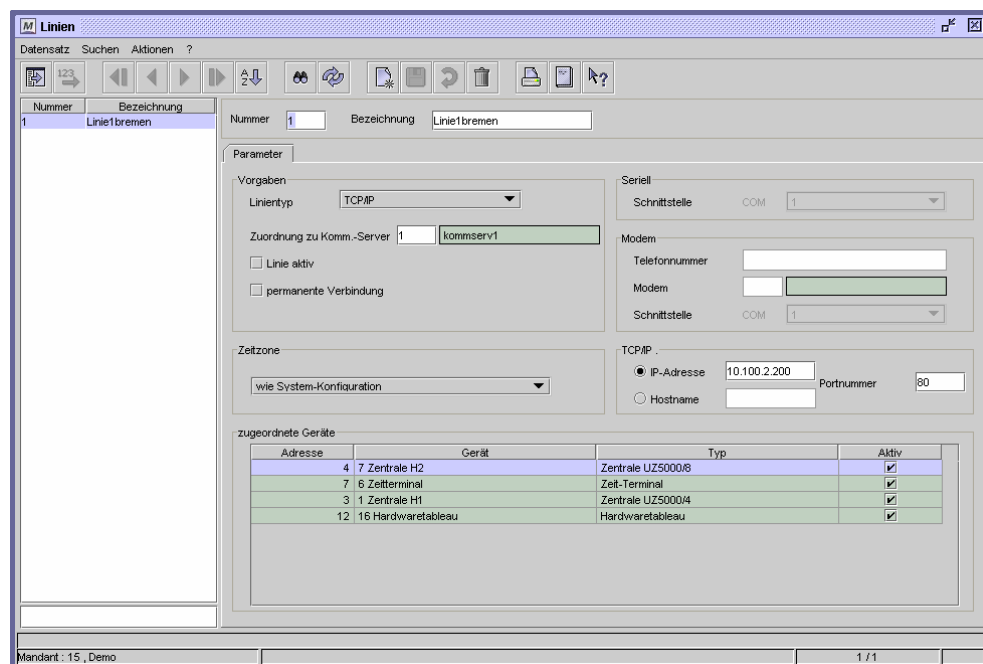 M Linien
Datensatz Suchen Aktionen ?
123 A Z ?
Nummer Bezeichnung
1 Linie1bremen
Nummer 1 Bezeichnung Linie1bremen
Parameter
Vorgaben
Linientyp TCP/IP
Zuordnung zu Komm.-Server 1 kommserv1
Linie aktiv
permanente Verbindung
Seriell
Schnittstelle COM 1
Modem
Telefonnummer
Modem
Schnittstelle COM 1
Zeitzone
wie System-Konfiguration
TCP/IP .
IP-Adresse 10.100.2.200 Portnummer 80
Hostname
zugeordnete Geräte
Adresse Gerät Typ Aktiv
4 7 Zentrale H2 Zentrale UZ5000/8
7 6 Zeitterminal Zeit-Terminal
3 1 Zentrale H1 Zentrale UZ5000/4
12 16 Hardwaretableau Hardwaretableau
Mandant : 15 , Demo 1 / 1